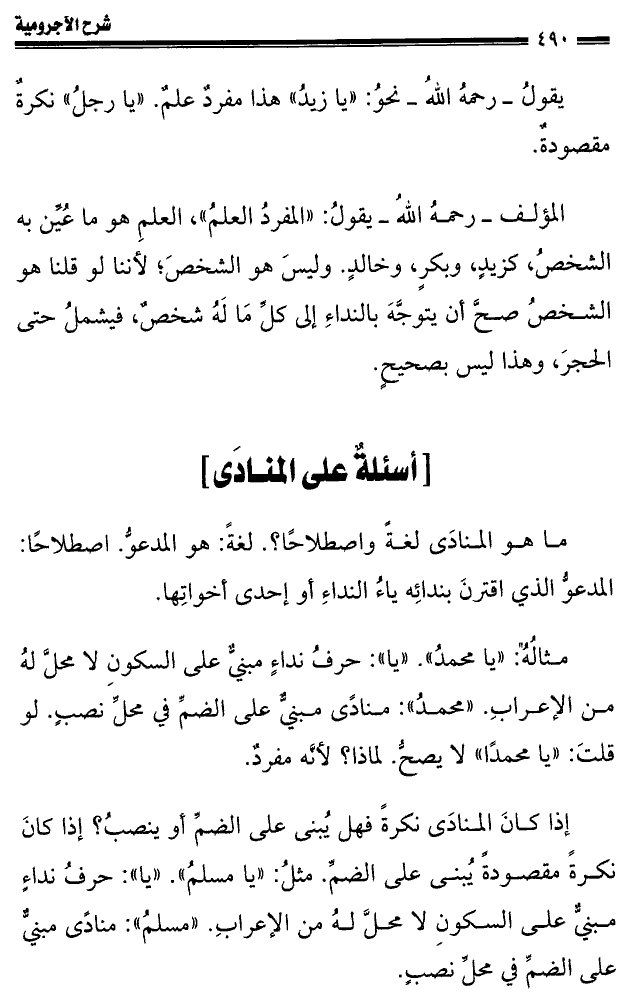 شرح الآجرومية
٤٩٠
يقولُ ـ رحمهُ اللهُ ـ نحوُ: «يا زيدُ» هذا مفردٌ علمٌ. «يا رجلُ» نكرةٌ
مقصودةٌ.
المؤلف ـ رحمهُ اللهُ ـ يقولُ: «المفردُ العلمُ»، العلمِ هو ما عُيِّن به
الشخصُ، كزيدٍ، وبكرٍ، وخالدٍ. وليسَ هو الشخصَ؛ لأننا لو قلنا هو
الشخصُ صحَّ أن يتوجَّهَ بالنداءِ إلى كلِّ مَا لَهُ شخصٌ، فيشملُ حتى
الحجرَ، وهذا ليس بصحيحٍ.
[أسئلةٌ على المنادَى]
ما هو المنادَى لغةً واصطلاحًا؟. لغةً: هو المدعوُّ. اصطلاحًا:
المدعوُّ الذي اقترنَ بندائِه ياءُ النداءِ أو إحدى أخواتِها.
مثالُهُ: «يا محمدُ». «يا»: حرفُ نداءٍ مبنيٌّ على السكونِ لا محلَّ لهُ
من الإعرابِ. «محمدُ»: منادًى مبنيٌّ على الضمِّ في محلِّ نصبٍ. لو
قلتَ: «يا محمدًا» لا يصحُّ. لماذا؟ لأنَّه مفردٌ.
إذا كانَ المنادَى نكرةً فهل يُبنى على الضمِّ أو ينصبُ؟ إذا كانَ
نكرةً مقصودةً يُبنى على الضمِّ. مثلُ: «يا مسلمُ». «يا»: حرفُ نداءٍ
مبنيٌّ على السكونِ لا محلَّ لهُ من الإعرابِ. «مسلمُ»: منادًى مبنيٌّ
على الضمِّ في محلِّ نصبٍ.